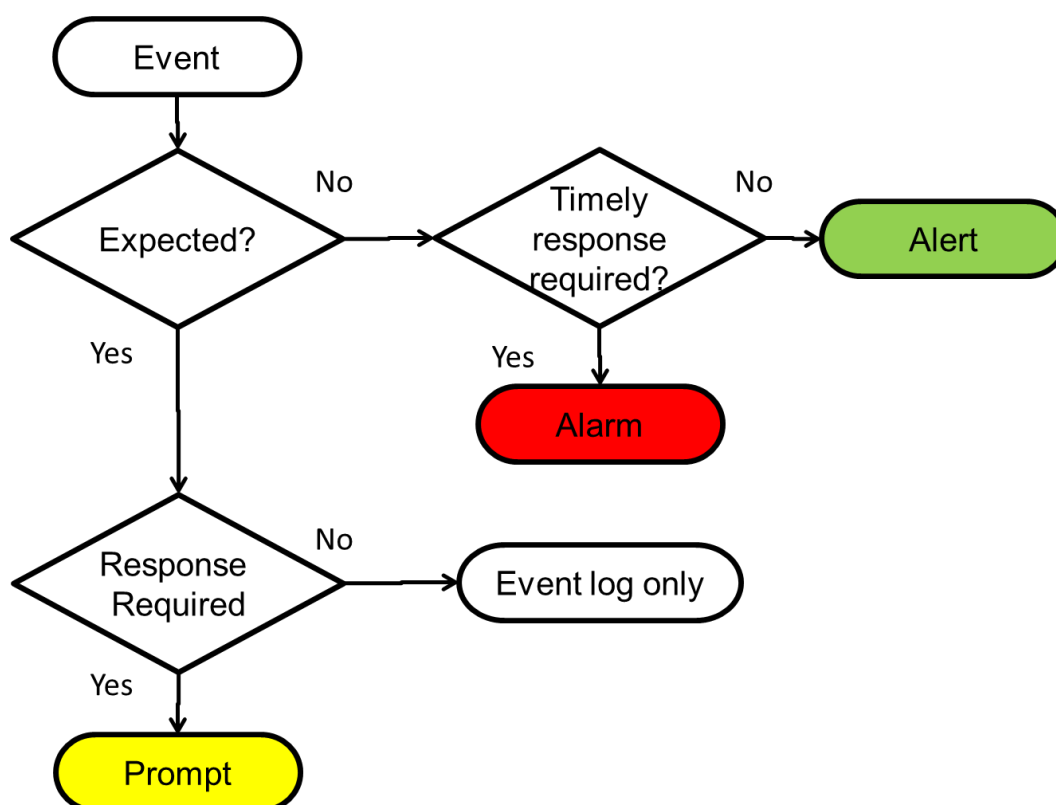 Event
No
No
Timely
response
required?
Expected?
Alert
Yes
Yes
Alarm
No
Response
Required
Event log only
Yes
Prompt